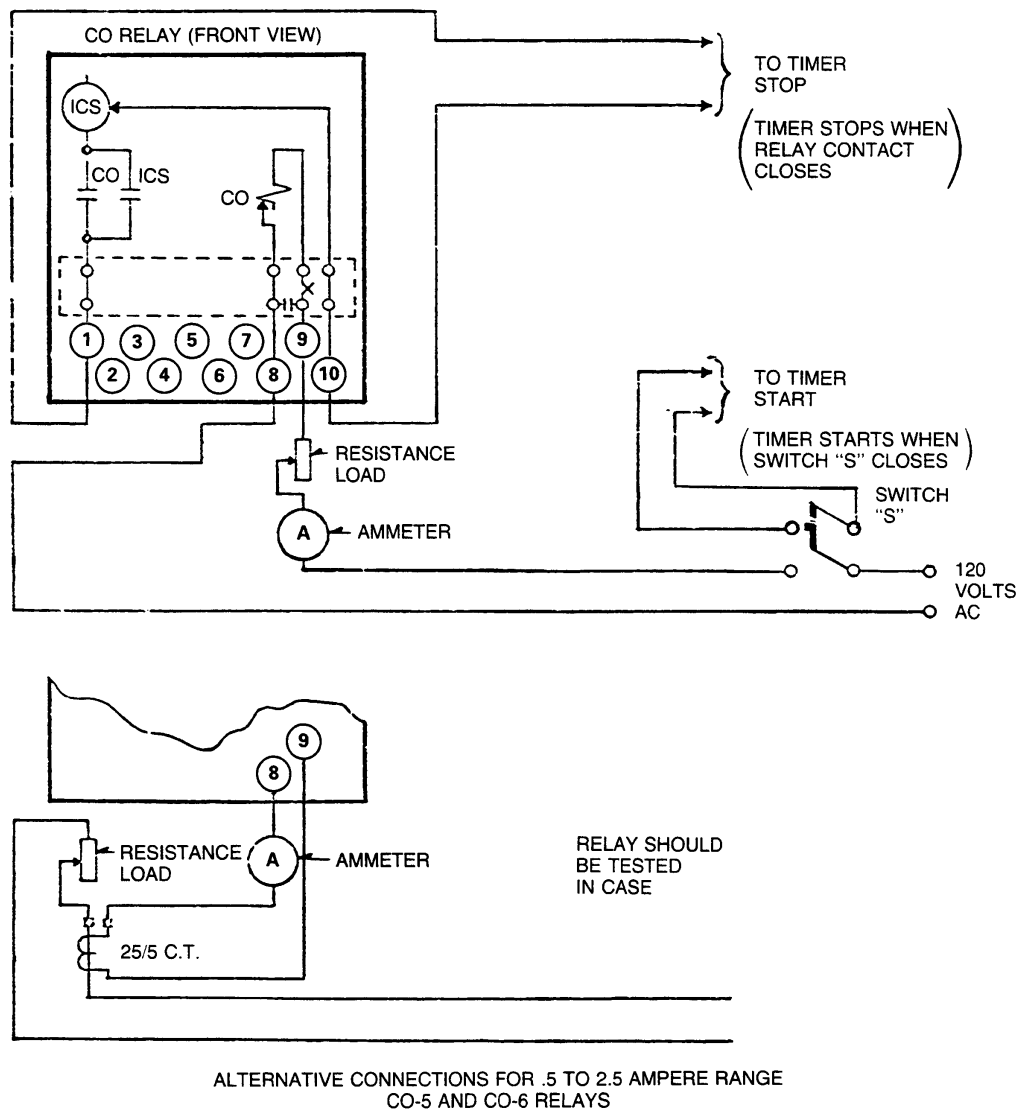 CO RELAY (FRONT VIEW)
TO TIMER
STOP
(TIMER STOPS WHEN
RELAY CONTACT
CLOSES)
ICS
CO
ICS
CO
1
3
5
7
9
2
4
6
8
10
TO TIMER
START
(TIMER STARTS WHEN
SWITCH "S" CLOSES)
RESISTANCE
LOAD
SWITCH
"S"
A
AMMETER
120
VOLTS
AC
9
8
RESISTANCE
LOAD
A
AMMETER
RELAY SHOULD
BE TESTED
IN CASE
25/5 C.T.
ALTERNATIVE CONNECTIONS FOR .5 TO 2.5 AMPERE RANGE
CO-5 AND CO-6 RELAYS